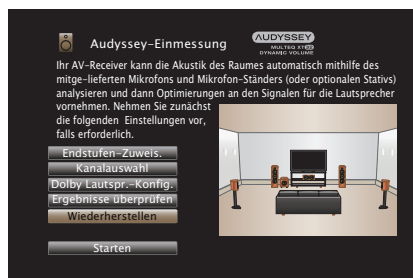 Audyssey-Einmessung
AUDYSSEY
MULTEQ XT32
DYNAMIC VOLUME
Ihr AV-Receiver kann die Akustik des Raumes automatisch mithilfe des
mitge-lieferten Mikrofons und Mikrofon-Ständers (oder optionalen Stativs)
analysieren und dann Optimierungen an den Signalen für die Lautsprecher
vornehmen. Nehmen Sie zunächst
die folgenden Einstellungen vor,
falls erforderlich.
Endstufen-Zuweis.
Kanalauswahl
Dolby Lautspr.-Konfig.
Ergebnisse überprüfen
Wiederherstellen
Starten